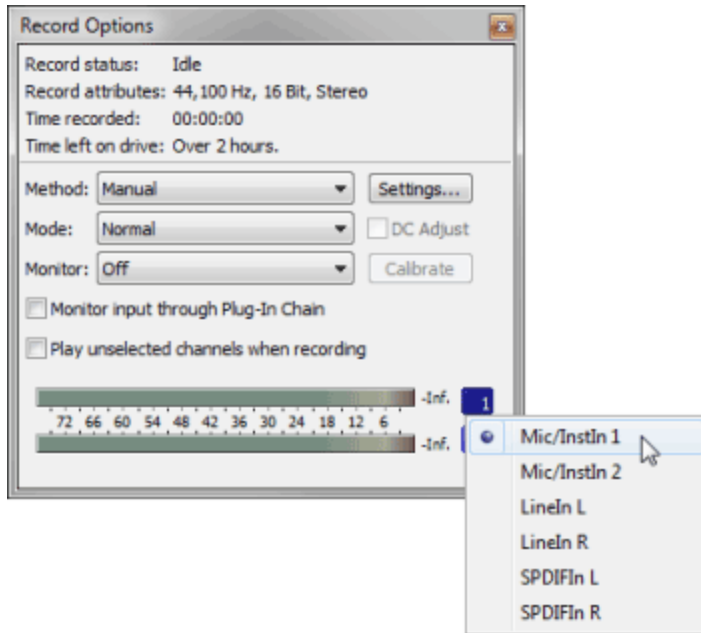 Record Options
Record status: Idle
Record attributes: 44,100 Hz, 16 Bit, Stereo
Time recorded: 00:00:00
Time left on drive: Over 2 hours.
Method: Manual Settings...
Mode: Normal DC Adjust
Monitor: Off Calibrate
Monitor input through Plug-In Chain
Play unselected channels when recording
-Inf. 1
72 66 60 54 48 42 36 30 24 18 12 6
-Inf.
Mic/InstIn 1
Mic/InstIn 2
LineIn L
LineIn R
SPDIFIn L
SPDIFIn R